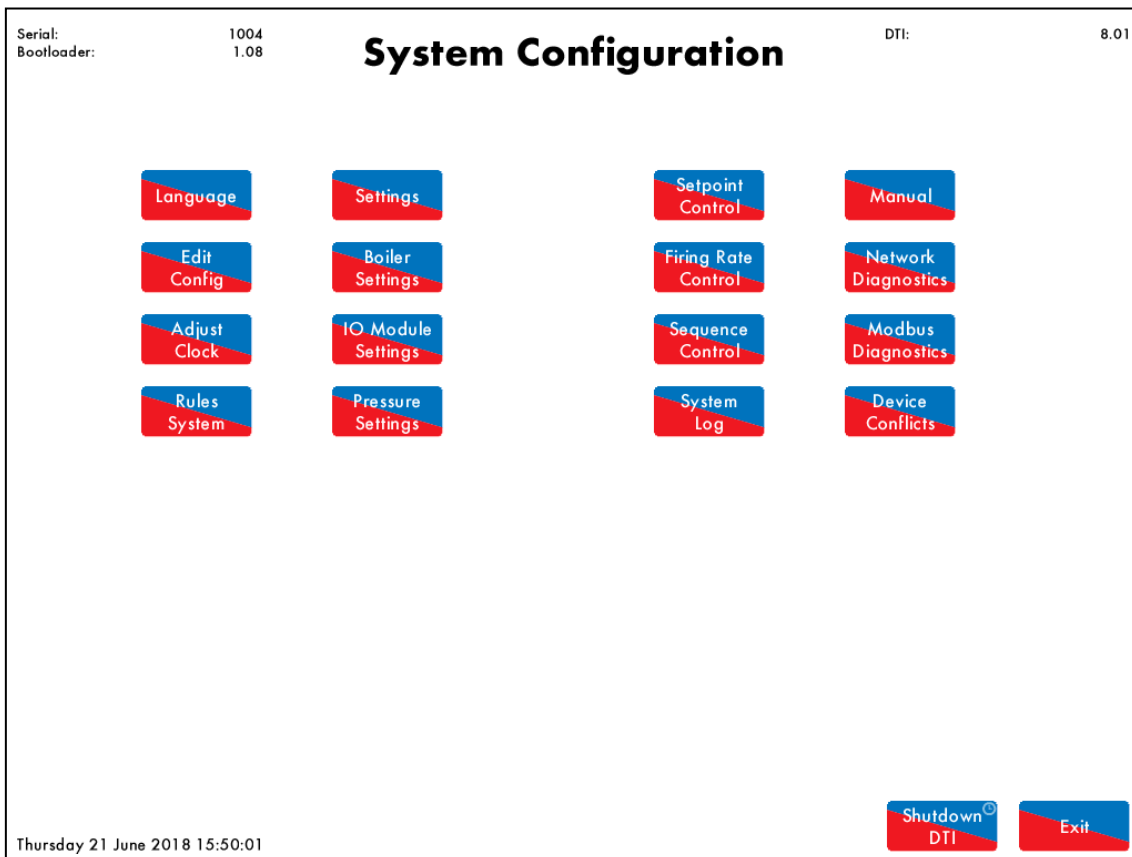 Serial: 1004
Bootloader: 1.08
System Configuration
DTI: 8.01
Language
Settings
Setpoint
Control
Manual
Edit
Config
Boiler
Settings
Firing Rate
Control
Network
Diagnostics
Adjust
Clock
IO Module
Settings
Sequence
Control
Modbus
Diagnostics
Rules
System
Pressure
Settings
System
Log
Device
Conflicts
Shutdown
DTI
Exit
Thursday 21 June 2018 15:50:01